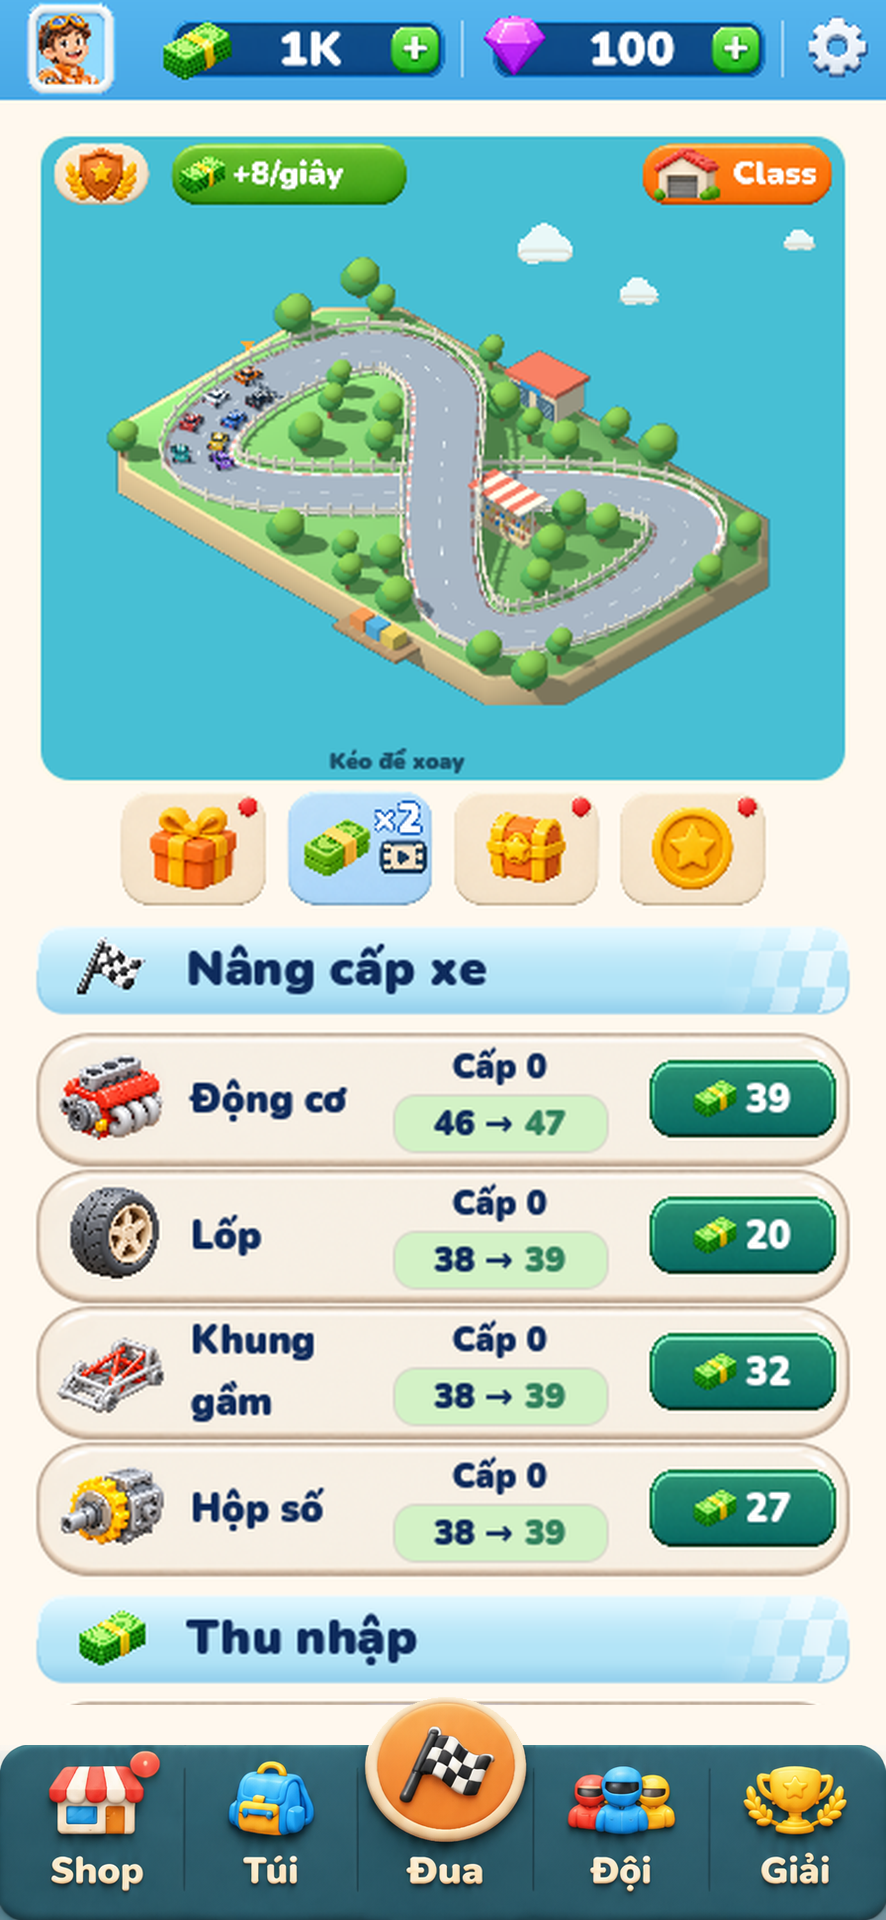 1K
100
+8/giây
Class
Kéo để xoay
×2
Nâng cấp xe
Động cơ
Cấp 0
46 → 47
39
Lốp
Cấp 0
38 → 39
20
Khung
gầm
Cấp 0
38 → 39
32
Hộp số
Cấp 0
38 → 39
27
Thu nhập
Shop
Túi
Đua
Đội
Giải